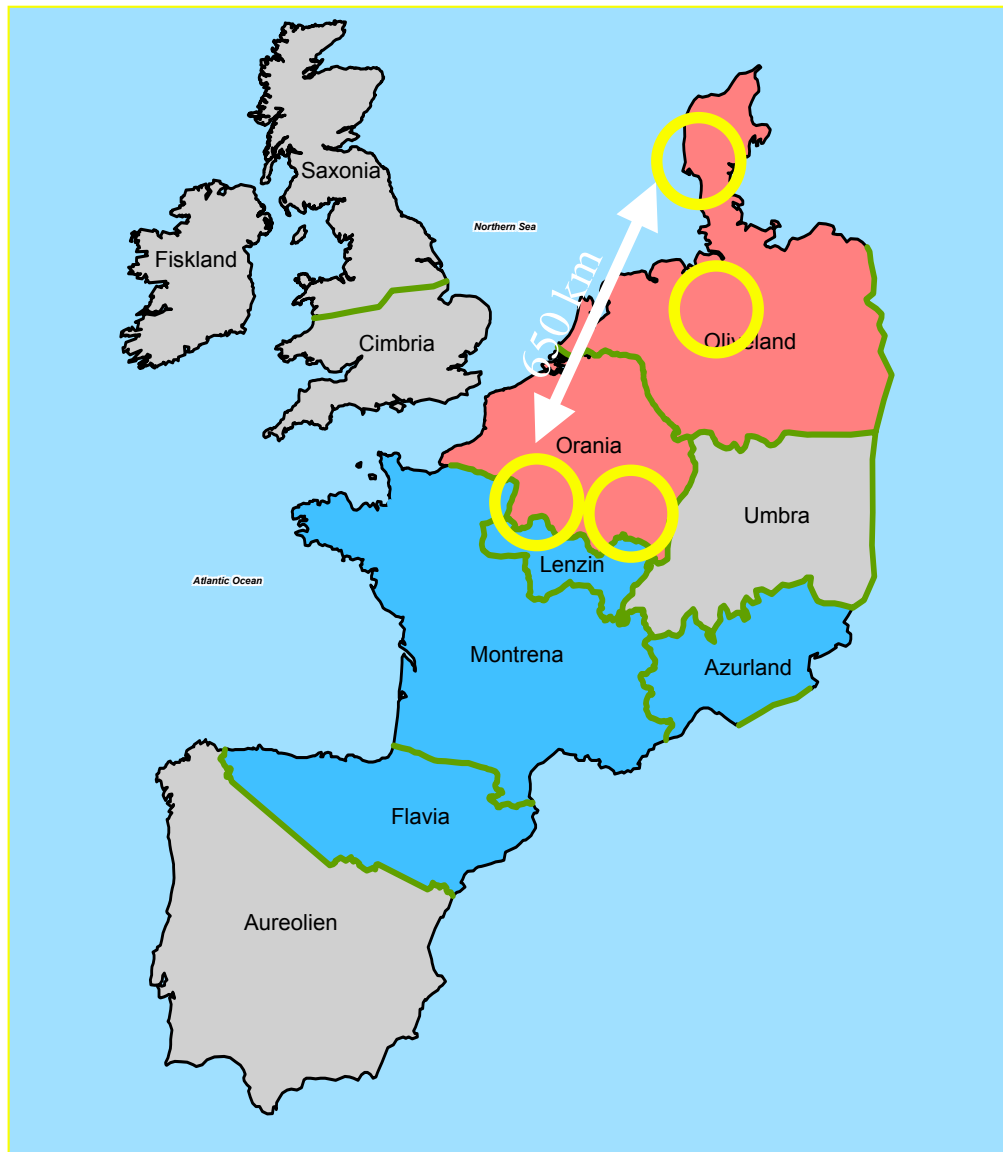 Saxonia
Northern Sea
Fiskland
650 km
Cimbria
Oliveland
Orania
Umbra
Lenzin
Atlantic Ocean
Montrena
Azurland
Flavia
Aureolien